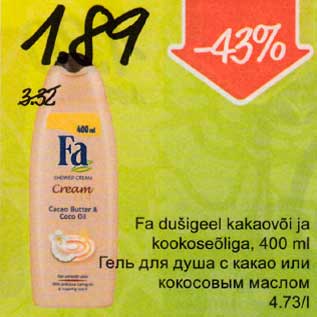 1.89
-43%
3.32
400 ml
Fa
SHOWER CREAM
Cream
Cacao Butter &
Coco Oil
Fa dušigeel kakaovõi ja
kookoseõliga, 400 ml
Гель для душа с какао или
кокосовым маслом
4.73/l